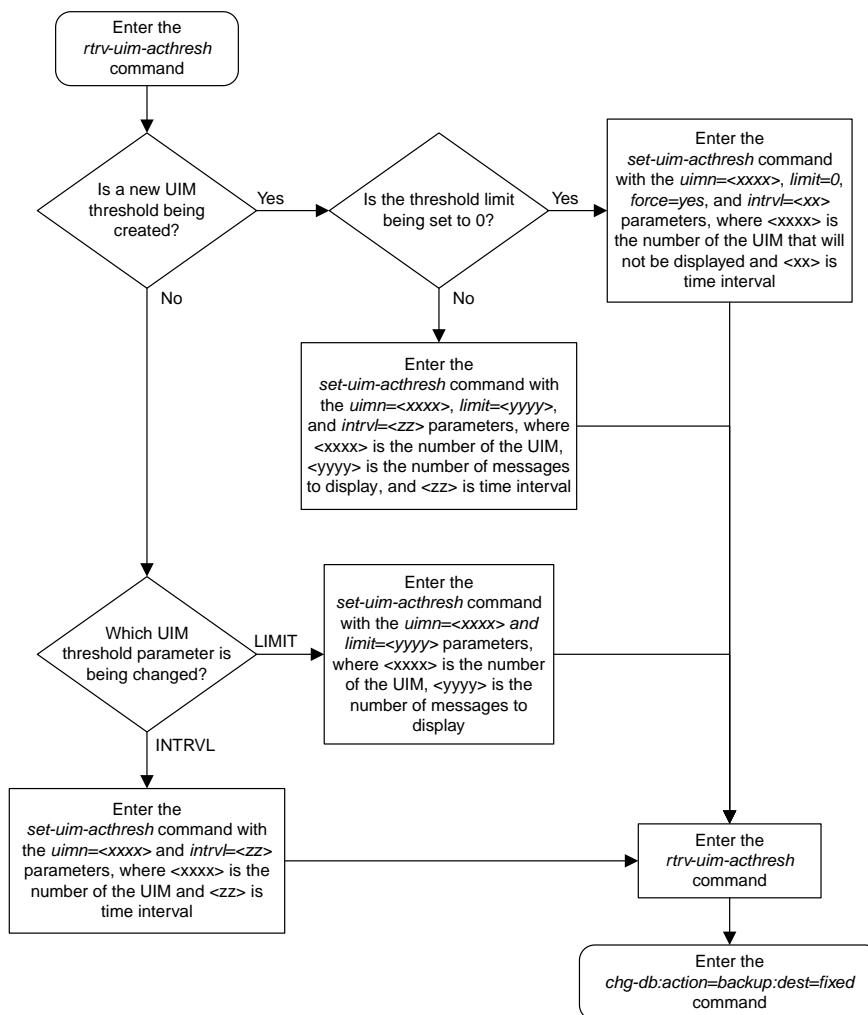 Enter the
rtrv-uim-acthresh
command
Is a new UIM
threshold being
created?
Yes
Is the threshold limit
being set to 0?
Yes
Enter the
set-uim-acthresh command
with the uimn=<xxxx>, limit=0,
force=yes, and intrvl=<xx>
parameters, where <xxxx> is
the number of the UIM that will
not be displayed and <xx> is
time interval
No
No
Enter the
set-uim-acthresh command with
the uimn=<xxxx>, limit=<yyyy>,
and intrvl=<zz> parameters, where
<xxxx> is the number of the UIM,
<yyyy> is the number of messages
to display, and <zz> is time interval
Which UIM
threshold parameter is
being changed?
LIMIT
Enter the
set-uim-acthresh command
with the uimn=<xxxx> and
limit=<yyyy> parameters,
where <xxxx> is the number
of the UIM, <yyyy> is the
number of messages to
display
INTRVL
Enter the
set-uim-acthresh command with
the uimn=<xxxx> and intrvl=<zz>
parameters, where <xxxx> is the
number of the UIM and <zz> is
time interval
Enter the
rtrv-uim-acthresh
command
Enter the
chg-db:action=backup:dest=fixed
command